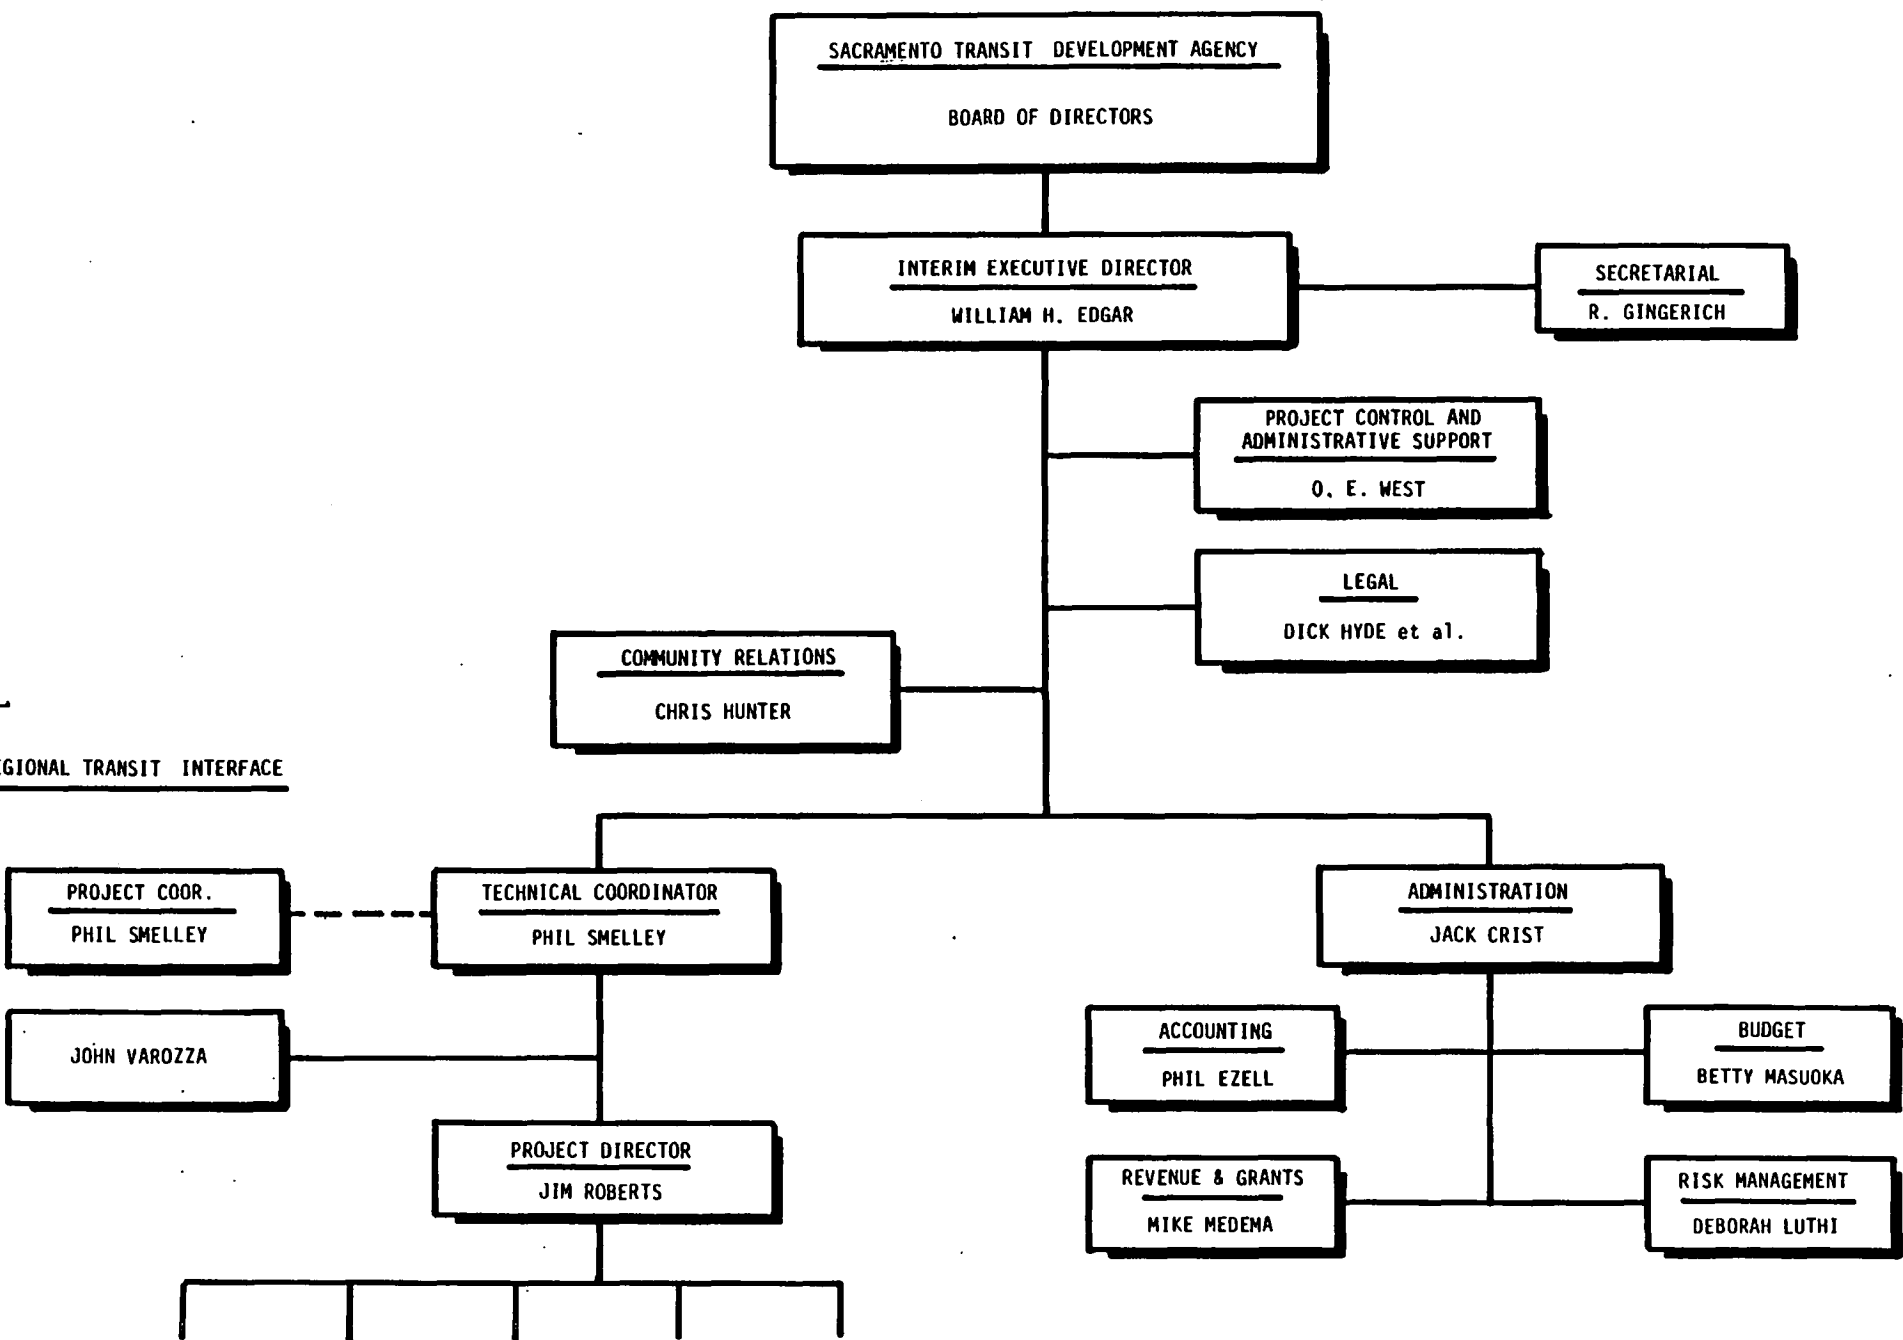 SACRAMENTO TRANSIT DEVELOPMENT AGENCY
BOARD OF DIRECTORS
INTERIM EXECUTIVE DIRECTOR
WILLIAM H. EDGAR
SECRETARIAL
R. GINGERICH
PROJECT CONTROL AND
ADMINISTRATIVE SUPPORT
O. E. WEST
LEGAL
DICK HYDE et al.
COMMUNITY RELATIONS
CHRIS HUNTER
EGIONAL TRANSIT INTERFACE
PROJECT COOR.
PHIL SMELLEY
TECHNICAL COORDINATOR
PHIL SMELLEY
ADMINISTRATION
JACK CRIST
JOHN VAROZZA
ACCOUNTING
PHIL EZELL
BUDGET
BETTY MASUOKA
PROJECT DIRECTOR
JIM ROBERTS
REVENUE & GRANTS
MIKE MEDEMA
RISK MANAGEMENT
DEBORAH LUTHI